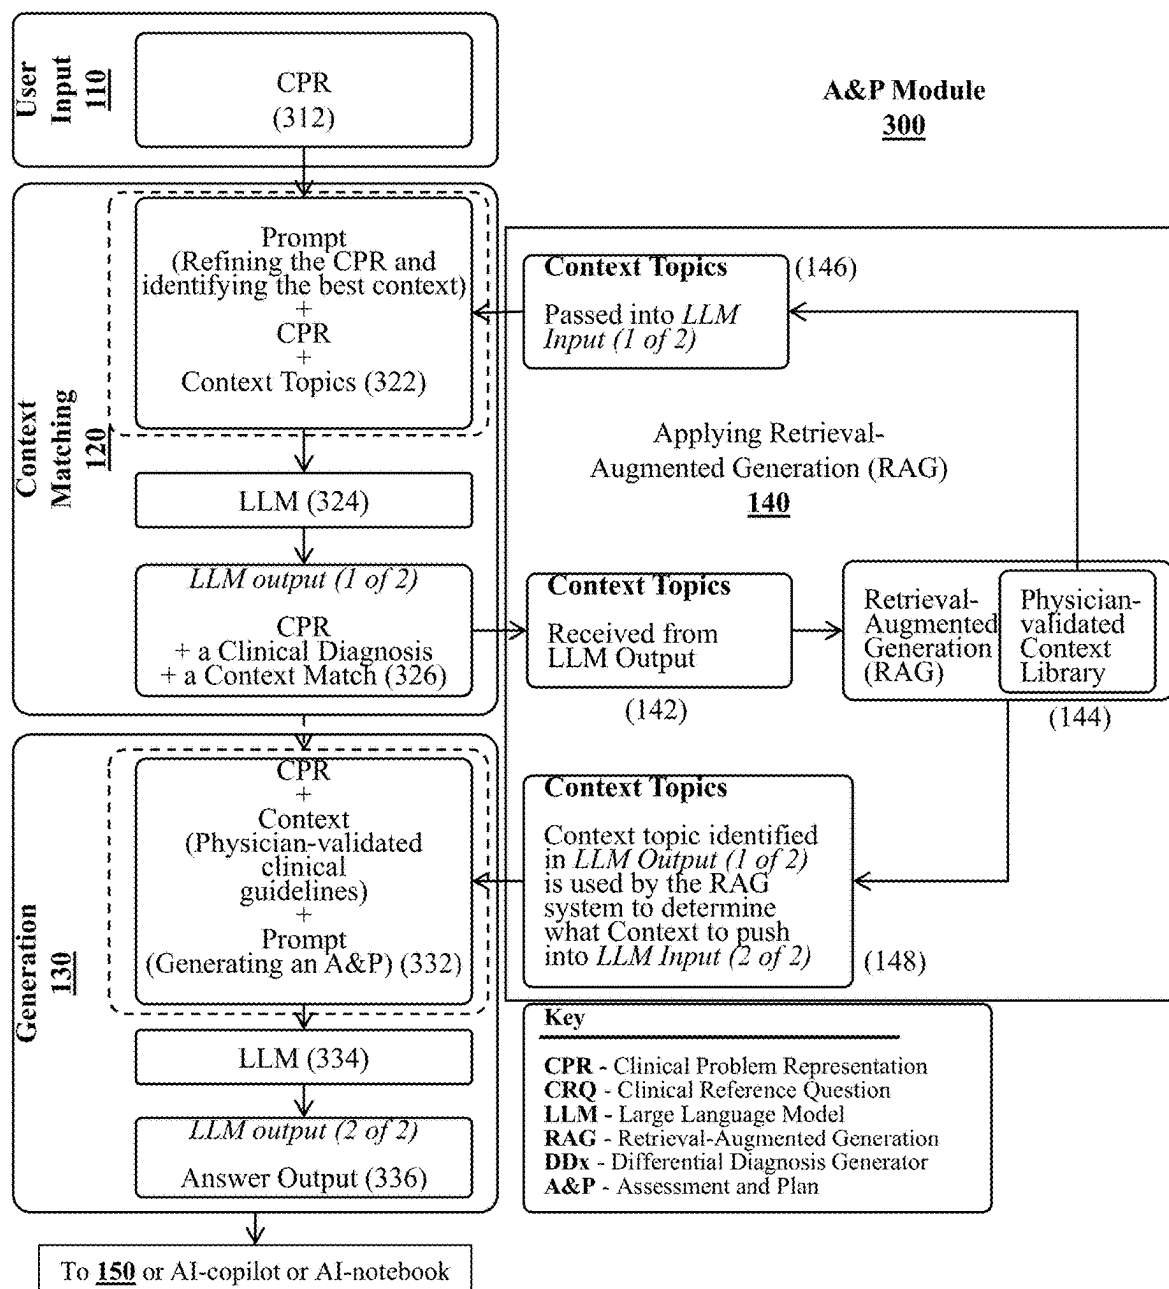 User
Input
110
CPR
(312)
A&P Module
300
Context
Matching
120
Prompt
(Refining the CPR and
identifying the best context)
+
CPR
+
Context Topics (322)
LLM (324)
LLM output (1 of 2)
CPR
+ a Clinical Diagnosis
+ a Context Match (326)
Context Topics
(146)
Passed into LLM
Input (1 of 2)
Applying Retrieval-
Augmented Generation (RAG)
140
Context Topics
Received from
LLM Output
(142)
Retrieval-
Augmented
Generation
(RAG)
Physician-
validated
Context
Library
(144)
Generation
130
CPR
+
Context
(Physician-validated
clinical
guidelines)
+
Prompt
(Generating an A&P) (332)
LLM (334)
LLM output (2 of 2)
Answer Output (336)
Context Topics
Context topic identified
in LLM Output (1 of 2)
is used by the RAG
system to determine
what Context to push
into LLM Input (2 of 2)
(148)
Key
CPR - Clinical Problem Representation
CRQ - Clinical Reference Question
LLM - Large Language Model
RAG - Retrieval-Augmented Generation
DDx - Differential Diagnosis Generator
A&P - Assessment and Plan
To 150 or AI-copilot or AI-notebook